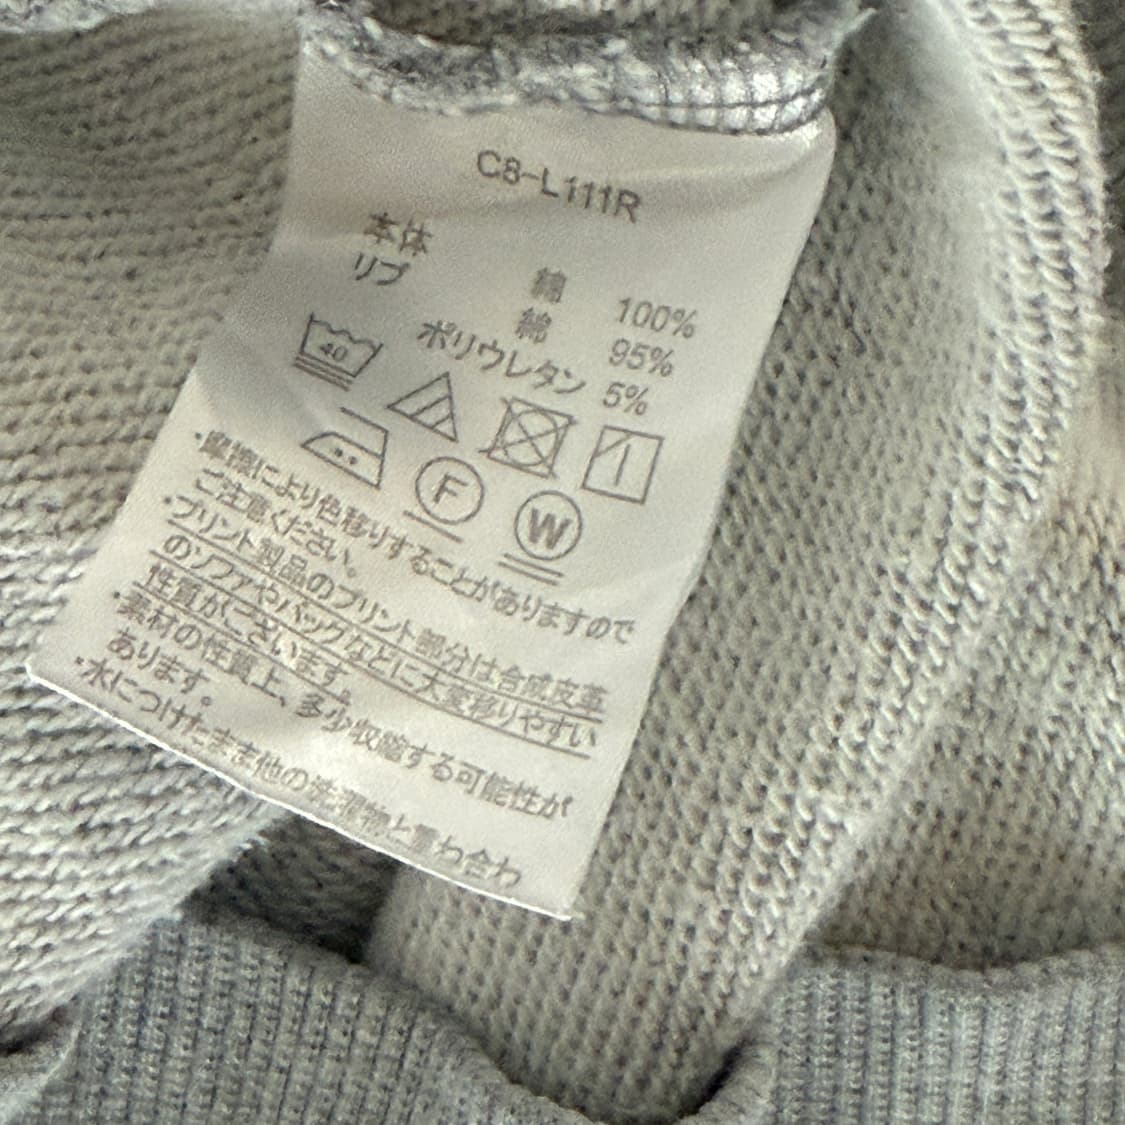 C8-L111R
本体 綿 100%
リブ 綿 95%
ポリウレタン 5%
40
F
W
・摩擦により色移りすることがありますので
ご注意ください。
・プリント製品のプリント部分は合成皮革
のソファやバッグなどに大変移りやすい
性質がございます。
・素材の性質上、多少収縮する可能性が
あります。
・水につけたまま他の洗濯物と重ね合わ